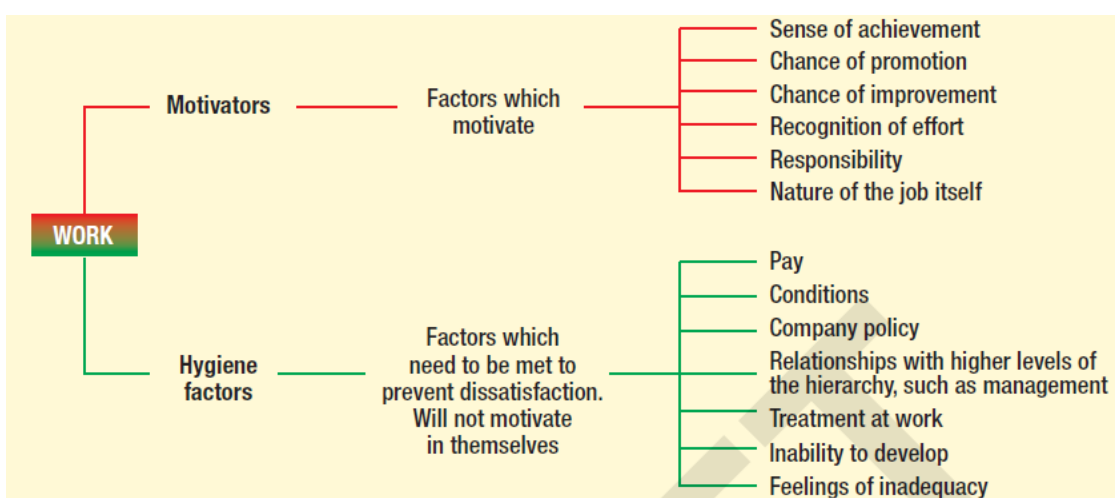 WORK
Motivators
Factors which
motivate
Sense of achievement
Chance of promotion
Chance of improvement
Recognition of effort
Responsibility
Nature of the job itself
Hygiene
factors
Factors which
need to be met to
prevent dissatisfaction.
Will not motivate
in themselves
Pay
Conditions
Company policy
Relationships with higher levels of
the hierarchy, such as management
Treatment at work
Inability to develop
Feelings of inadequacy